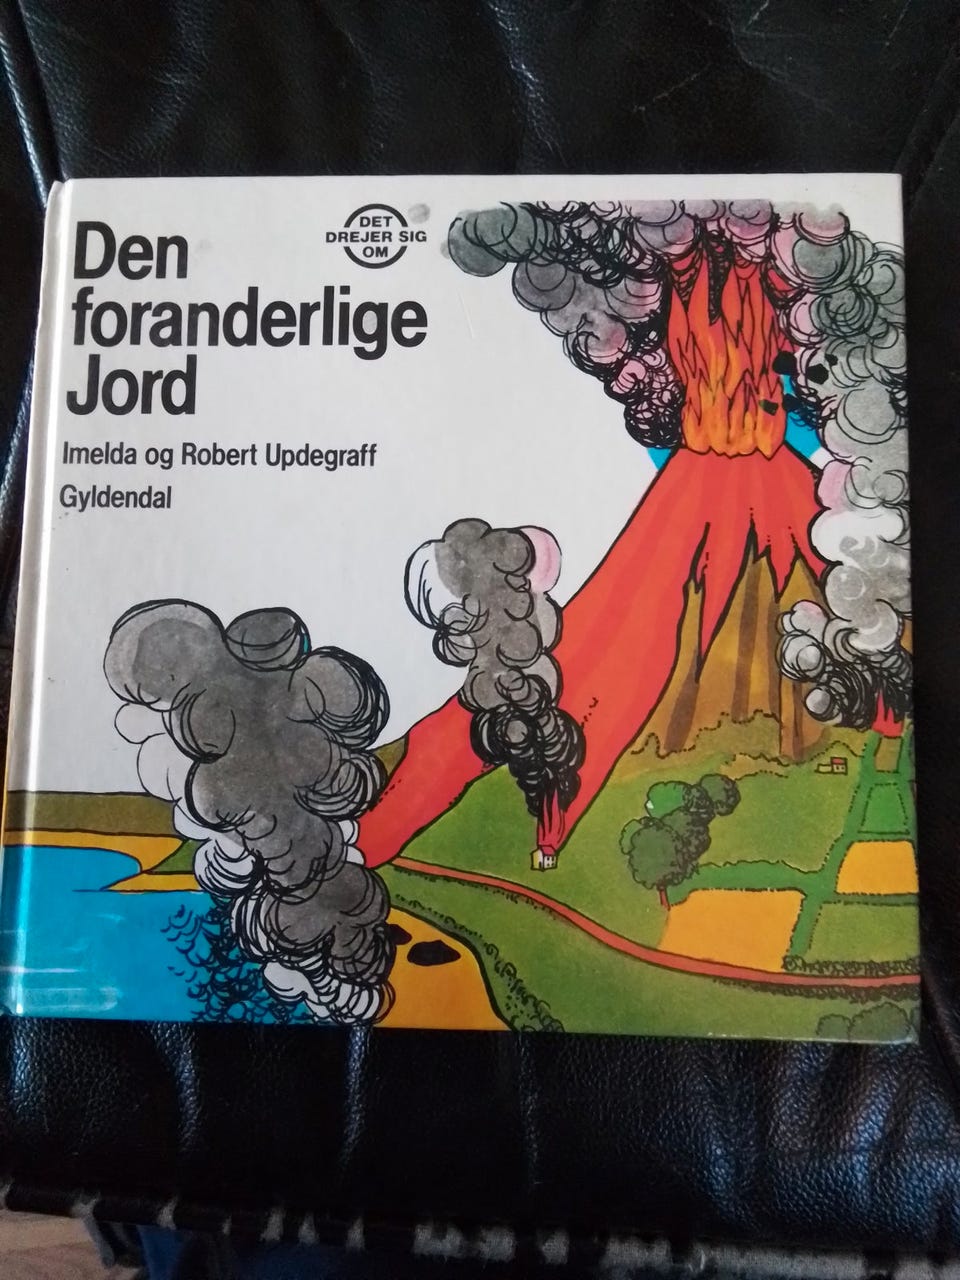 Den
foranderlige
Jord
DET
DREJER SIG
OM
Imelda og Robert Updegraff
Gyldendal